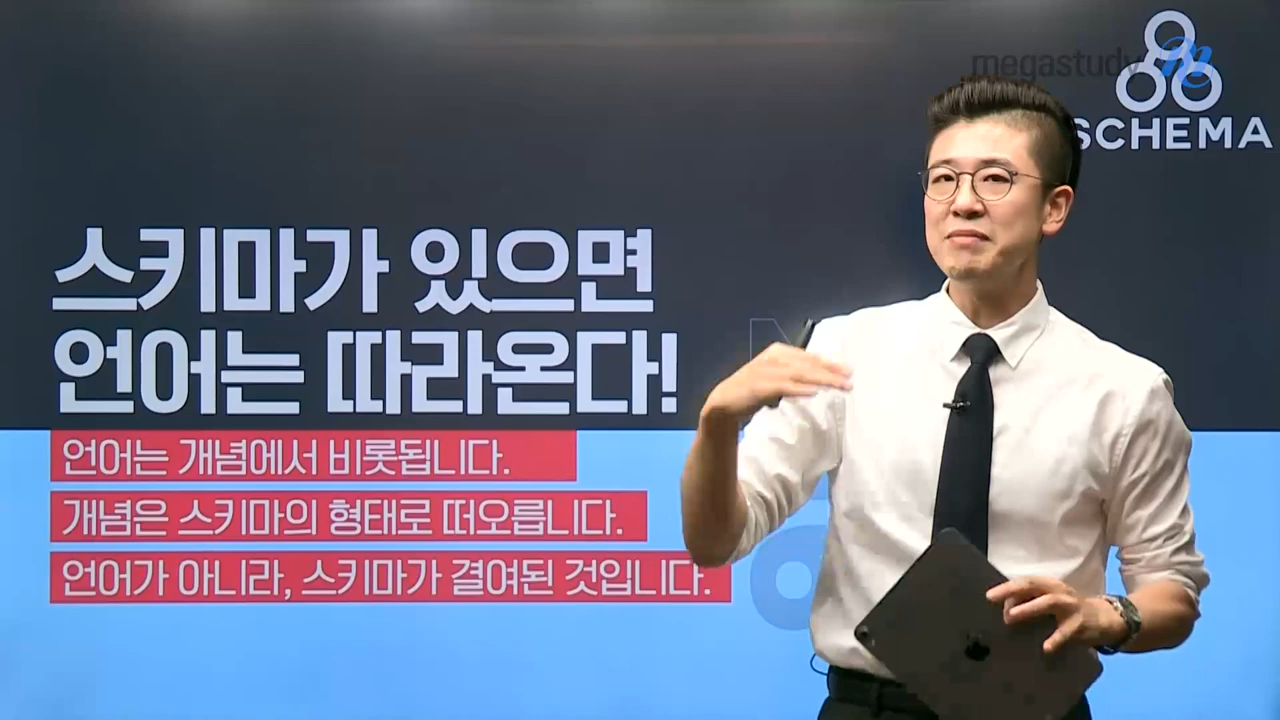 megastudy
SCHEMA
스키마가 있으면
언어는 따라온다!
언어는 개념에서 비롯됩니다.
개념은 스키마의 형태로 떠오릅니다.
언어가 아니라, 스키마가 결여된 것입니다.